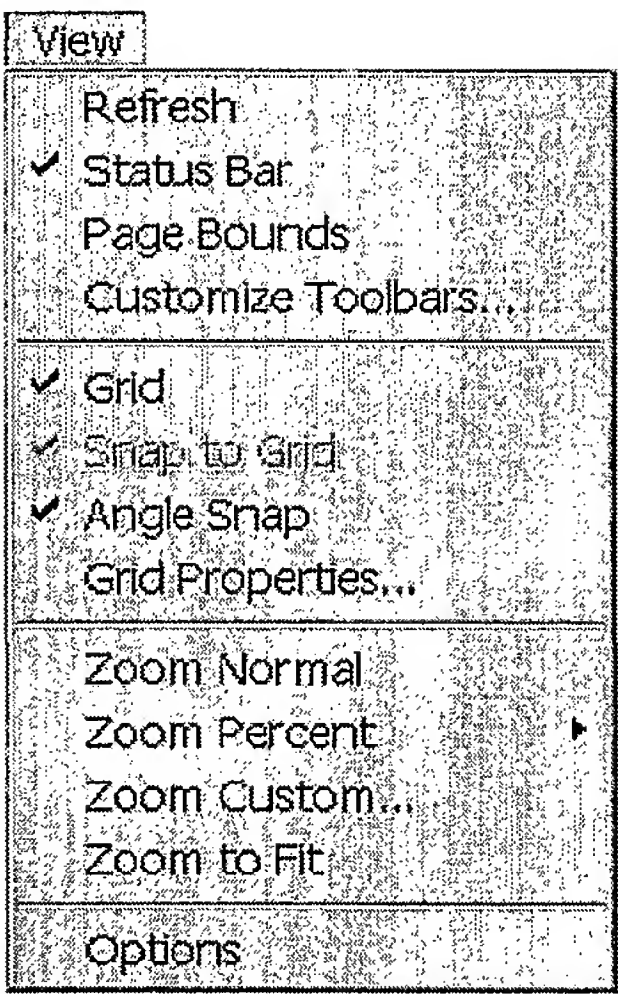 View
Refresh
Status Bar
Page Bounds
Customize Toolbars...
Grid
Snap to Grid
Angle Snap
Grid Properties...
Zoom Normal
Zoom Percent
Zoom Custom...
Zoom to Fit
Options